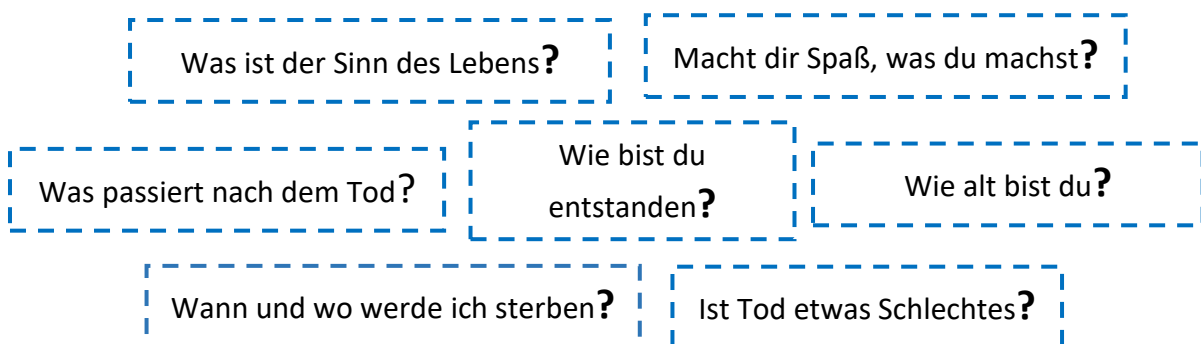 Was ist der Sinn des Lebens?
Macht dir Spaß, was du machst?
Was passiert nach dem Tod?
Wie bist du
entstanden?
Wie alt bist du?
Wann und wo werde ich sterben?
Ist Tod etwas Schlechtes?